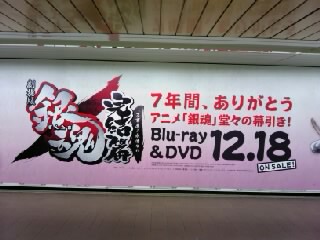 劇場版
銀魂
完結篇
7年間、ありがとう
アニメ「銀魂」堂々の幕引き!
Blu-ray
& DVD 12.18
ON SALE!